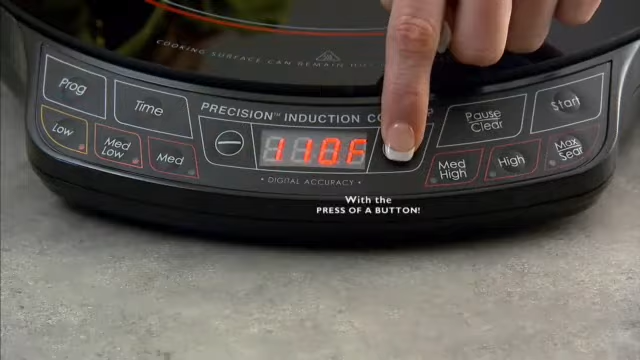 COOKING SURFACE CAN REMAIN
Prog
Time
PRECISION™ INDUCTION
Pause
Clear
Start
Low
Med
Low
Med
110F
Med
High
High
Max
Sear
• DIGITAL ACCURACY •
With the
PRESS OF A BUTTON!